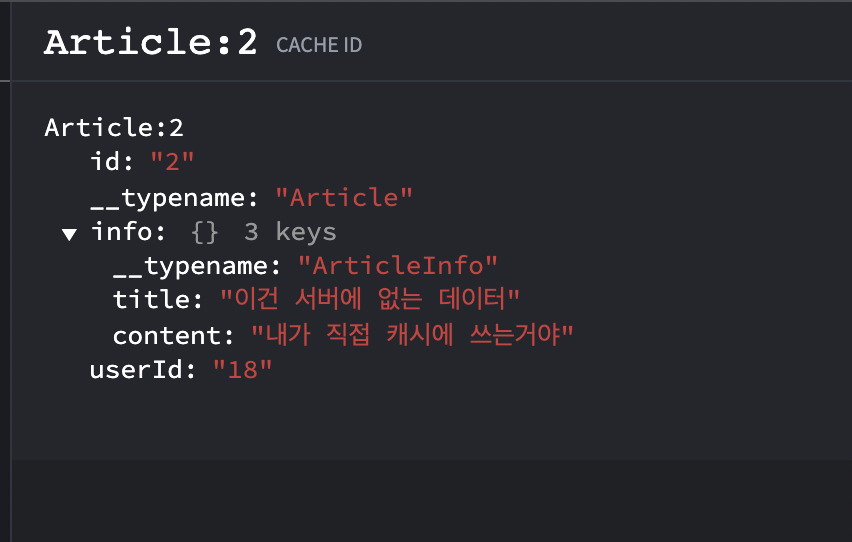 Article:2 CACHE ID
Article:2
id: "2"
__typename: "Article"
▼ info: {} 3 keys
__typename: "ArticleInfo"
title: "이건 서버에 없는 데이터"
content: "내가 직접 캐시에 쓰는거야"
userId: "18"